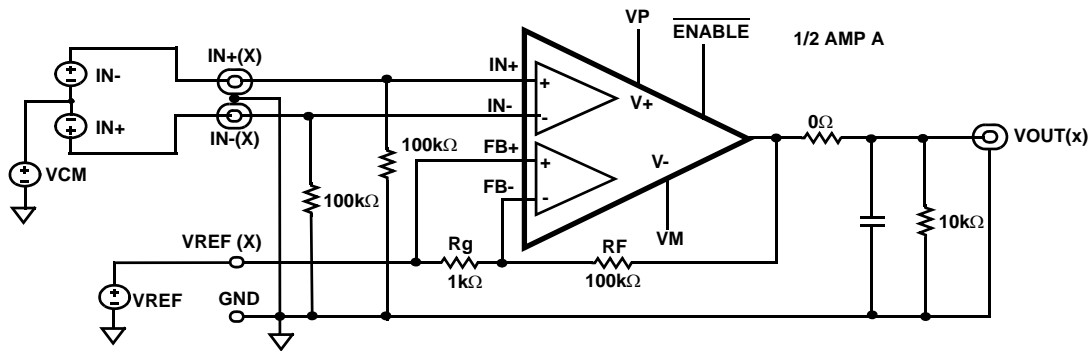 VP
ENABLE
1/2 AMP A
IN+(X)
IN-
IN+
+
IN-
-
V+
IN+
IN-(X)
0Ω
VOUT(x)
100kΩ
FB+
+
V-
FB-
-
VCM
100kΩ
10kΩ
VM
VREF (X)
Rg
RF
1kΩ
100kΩ
VREF
GND